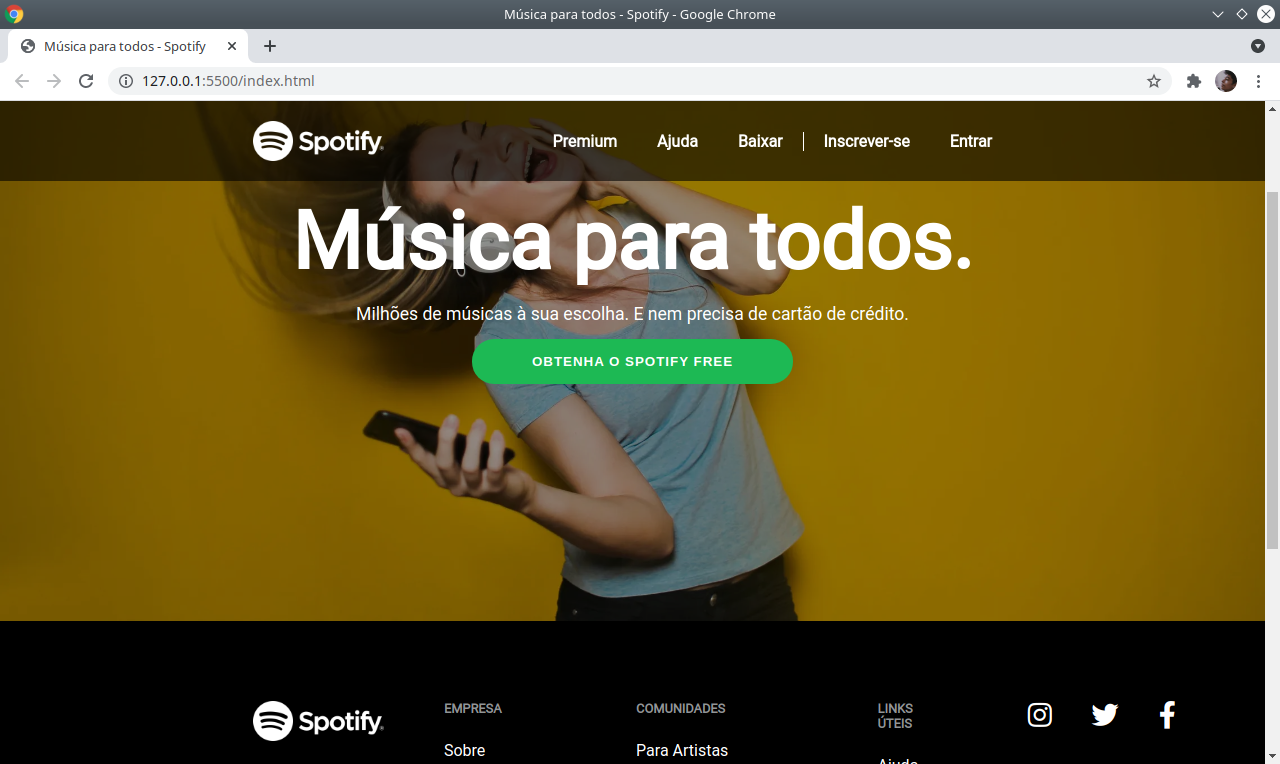 Música para todos - Spotify - Google Chrome
Música para todos - Spotify
127.0.0.1:5500/index.html
Spotify®
Premium Ajuda Baixar Inscrever-se Entrar
Música para todos.
Milhões de músicas à sua escolha. E nem precisa de cartão de crédito.
OBTENHA O SPOTIFY FREE
Spotify®
EMPRESA
Sobre
COMUNIDADES
Para Artistas
LINKS
ÚTEIS
Ajuda